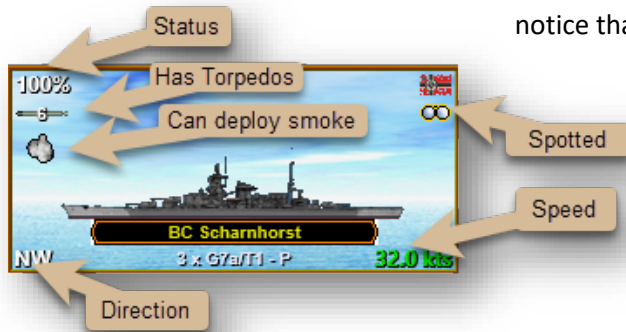 notice tha
Status
100%
Has Torpedos
6
Can deploy smoke
Spotted
Speed
BC Scharnhorst
NW
3 x G7a/T1 - P
32.0 kts
Direction